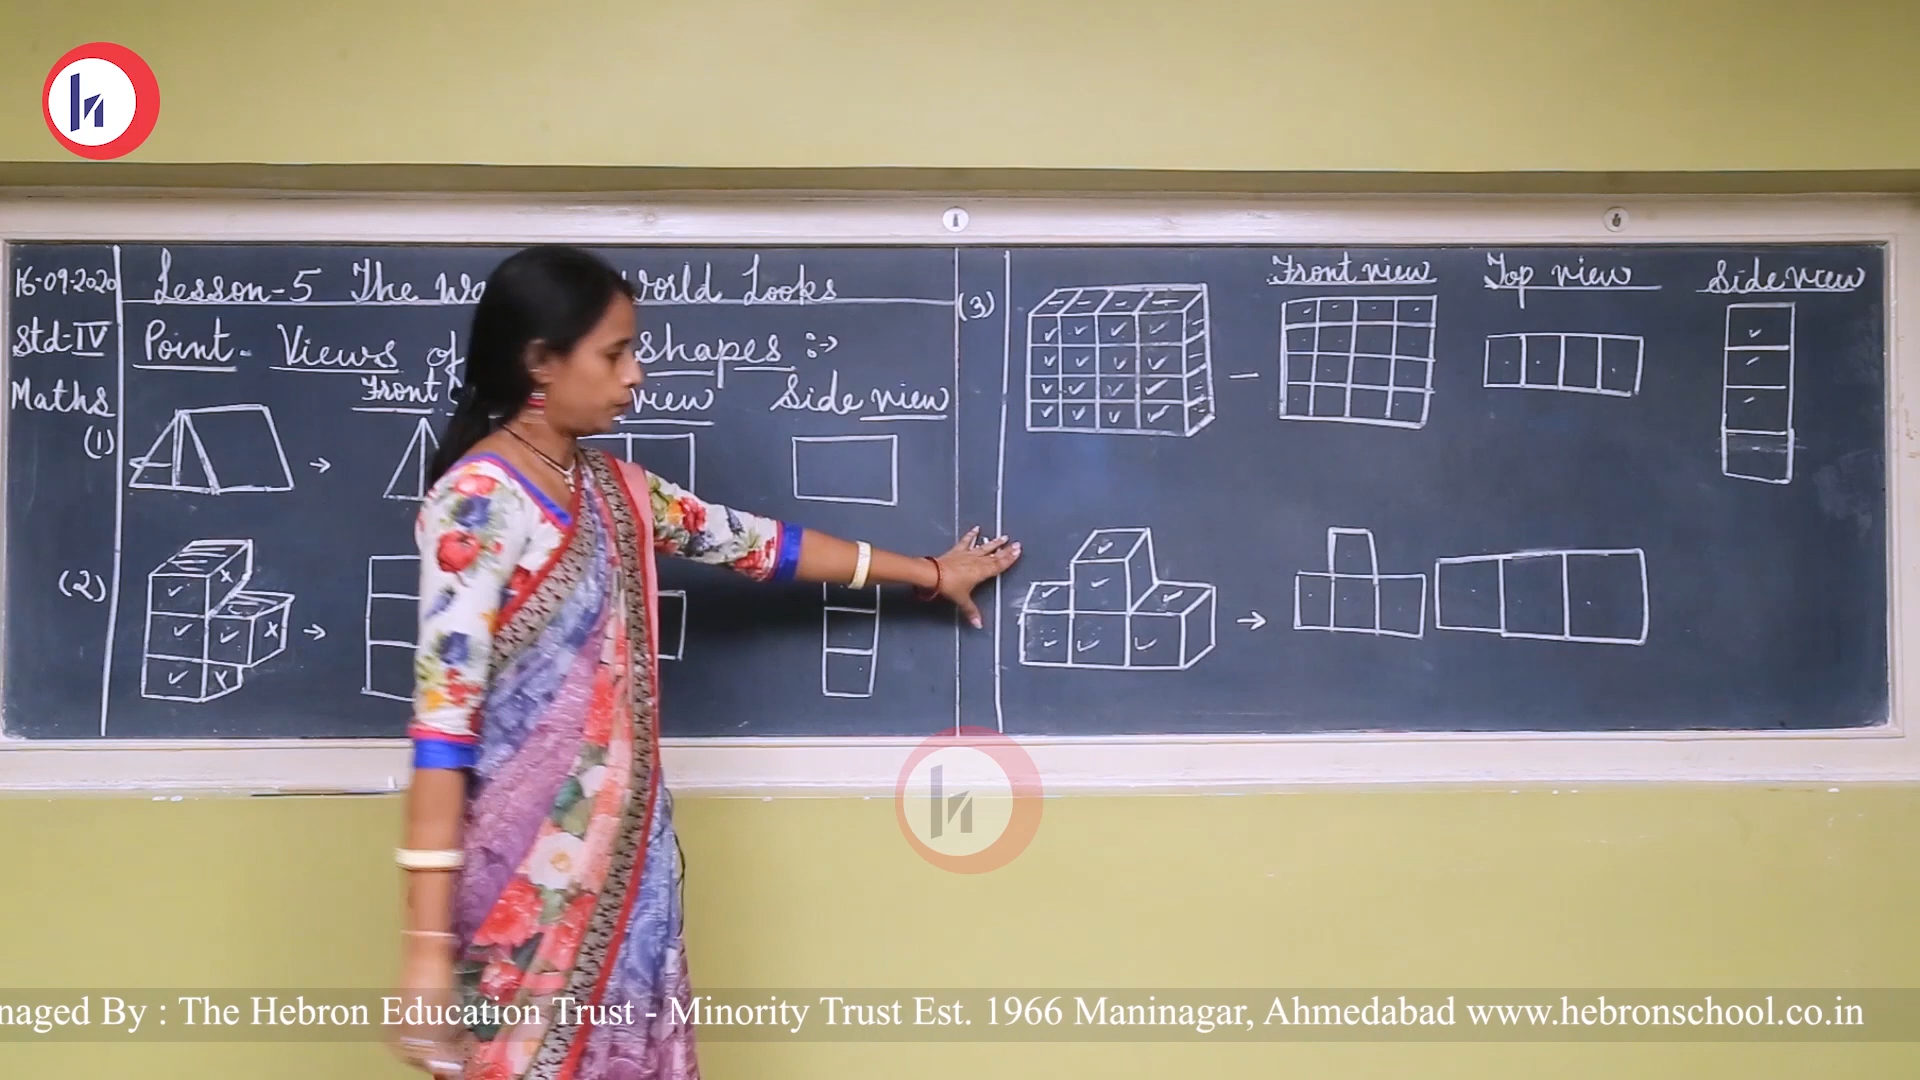 16-09-2020
Std-IV
Maths
Lesson-5 The World Looks
Point- Views of shapes :→
Front view Side view
(1)
(2)
(3)
Front view Top view Side view
naged By : The Hebron Education Trust - Minority Trust Est. 1966 Maninagar, Ahmedabad www.hebronschool.co.in